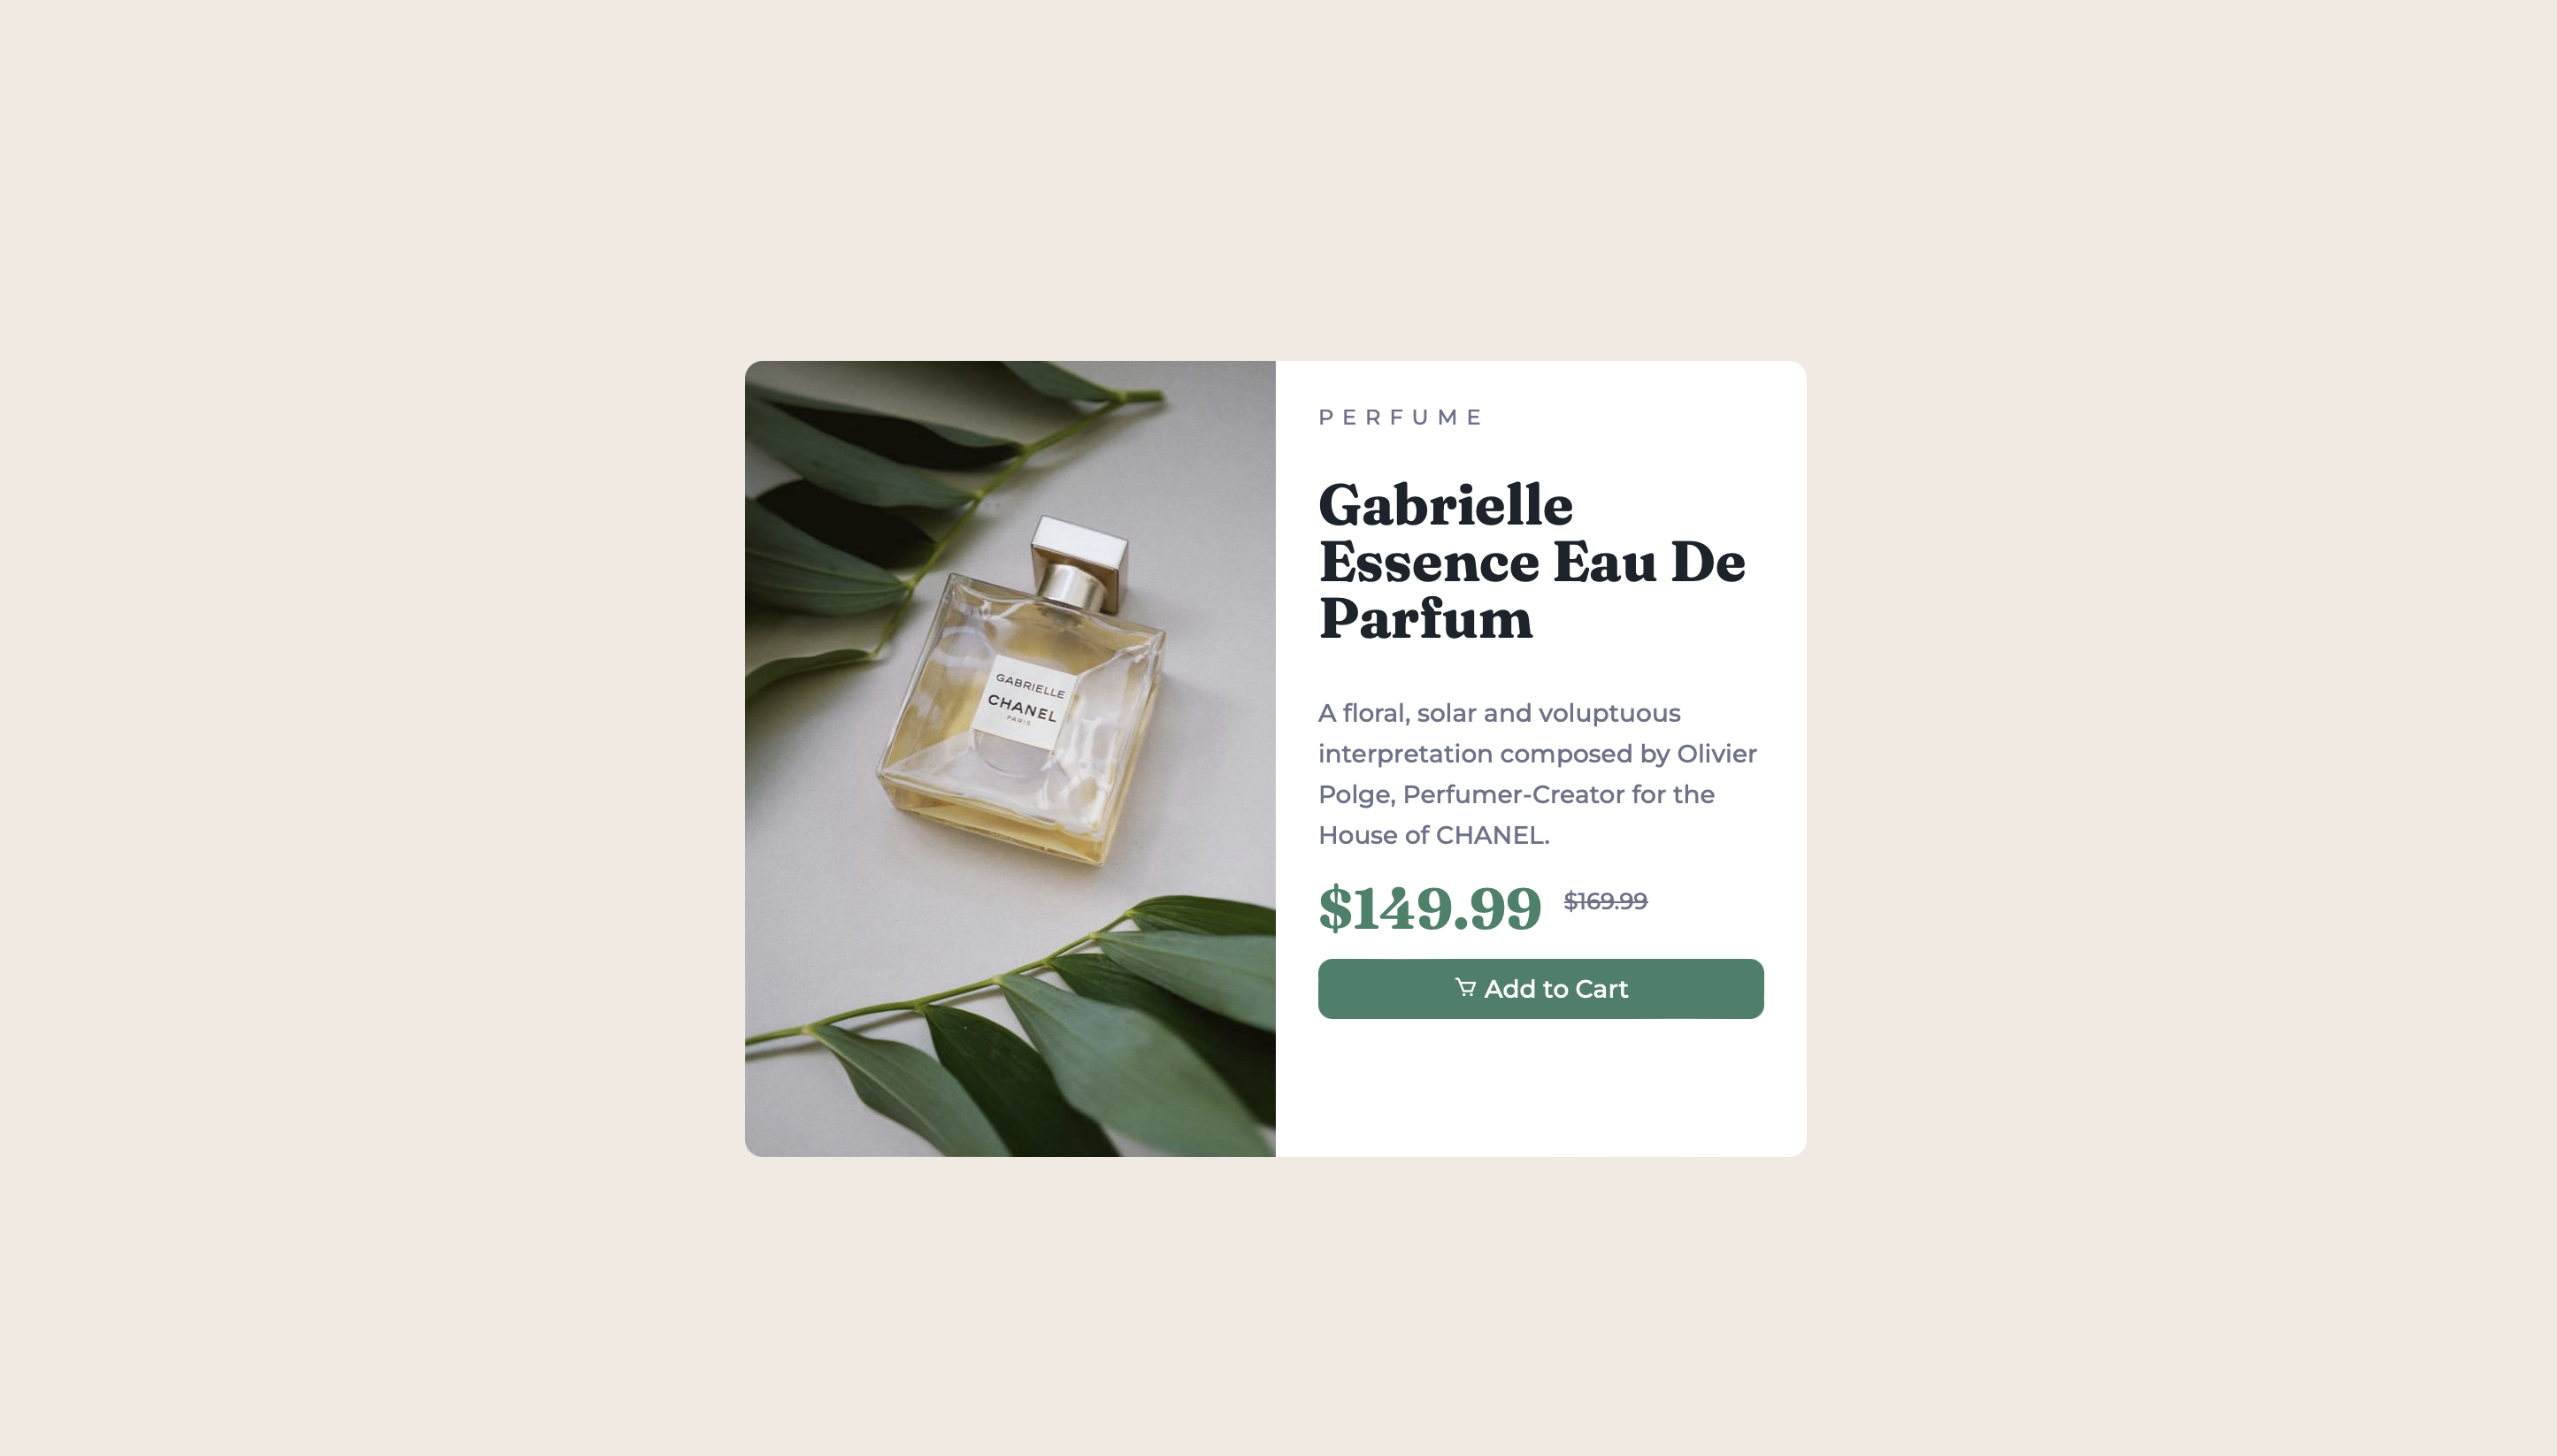 GABRIELLE
CHANEL
PARIS
PERFUME
Gabrielle
Essence Eau De
Parfum
A floral, solar and voluptuous
interpretation composed by Olivier
Polge, Perfumer-Creator for the
House of CHANEL.
$149.99 $169.99
Add to Cart